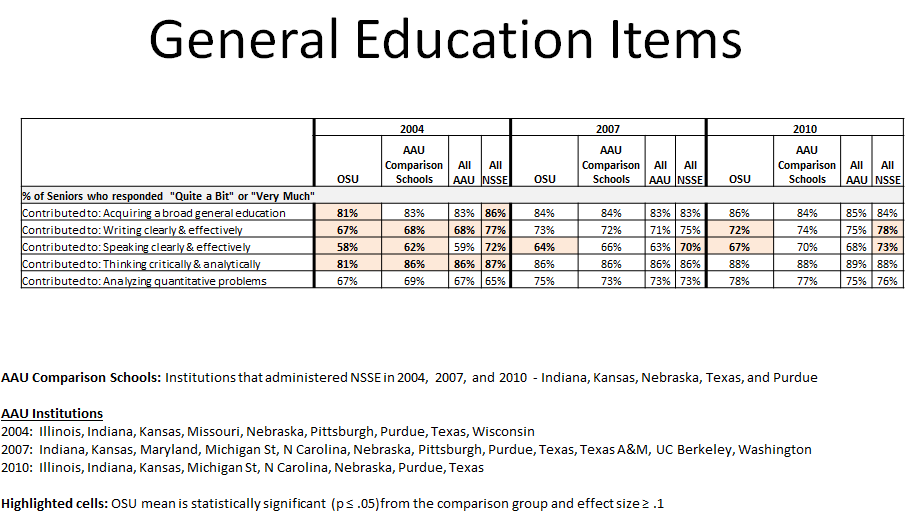 General Education Items
2004 2007 2010
OSU AAU Comparison Schools All AAU All NSSE OSU AAU Comparison Schools All AAU All NSSE OSU AAU Comparison Schools All AAU All NSSE
% of Seniors who responded "Quite a Bit" or "Very Much"
Contributed to: Acquiring a broad general education 81% 83% 83% 86% 84% 84% 83% 83% 86% 84% 85% 84%
Contributed to: Writing clearly & effectively 67% 68% 68% 77% 73% 72% 71% 75% 72% 74% 75% 78%
Contributed to: Speaking clearly & effectively 58% 62% 59% 72% 64% 66% 63% 70% 67% 70% 68% 73%
Contributed to: Thinking critically & analytically 81% 86% 86% 87% 86% 86% 86% 86% 88% 88% 89% 88%
Contributed to: Analyzing quantitative problems 67% 69% 67% 65% 75% 73% 73% 73% 78% 77% 75% 76%
AAU Comparison Schools: Institutions that administered NSSE in 2004, 2007, and 2010 - Indiana, Kansas, Nebraska, Texas, and Purdue
AAU Institutions
2004: Illinois, Indiana, Kansas, Missouri, Nebraska, Pittsburgh, Purdue, Texas, Wisconsin
2007: Indiana, Kansas, Maryland, Michigan St, N Carolina, Nebraska, Pittsburgh, Purdue, Texas, Texas A&M, UC Berkeley, Washington
2010: Illinois, Indiana, Kansas, Michigan St, N Carolina, Nebraska, Purdue, Texas
Highlighted cells: OSU mean is statistically significant (p ≤ .05)from the comparison group and effect size ≥ .1